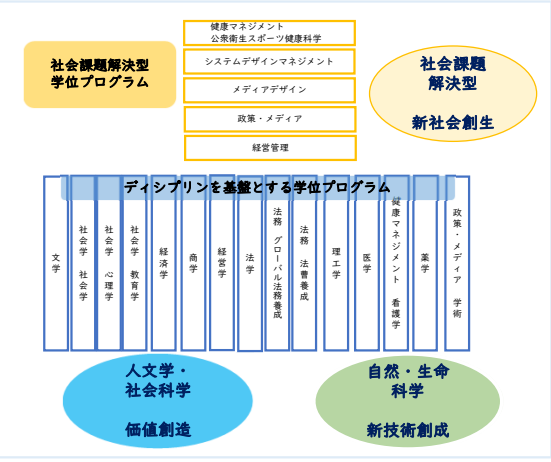 社会課題解決型
学位プログラム
健康マネジメント
公衆衛生スポーツ健康科学
システムデザインマネジメント
メディアデザイン
政策・メディア
経営管理
社会課題
解決型
新社会創生
ディシプリンを基盤とする学位プログラム
文学
社会学 社会学
社会学 心理学
社会学 教育学
経済学
商学
経営学
法学
法務 グローバル法務養成
法務 法曹養成
理工学
医学
健康マネジメント 看護学
薬学
政策・メディア 学術
人文学・
社会科学
価値創造
自然・生命
科学
新技術創成